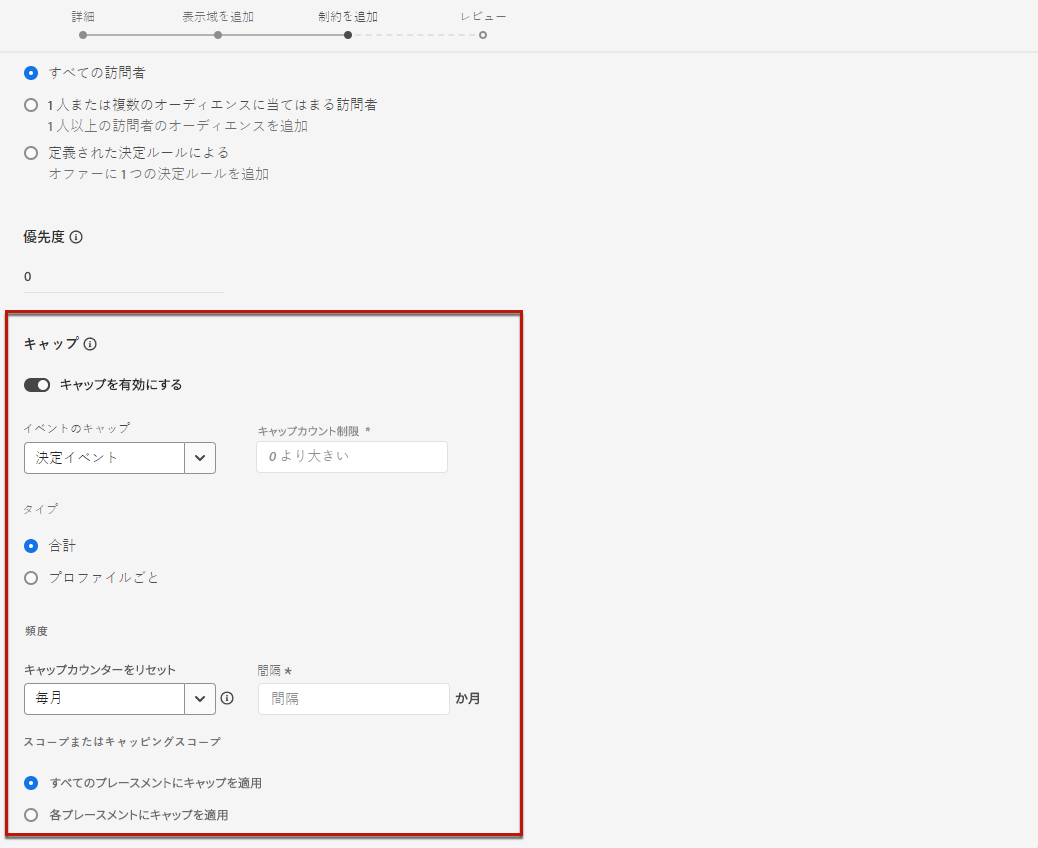 詳細 表示域を追加 制約を追加 レビュー
すべての訪問者
1 人または複数のオーディエンスに当てはまる訪問者
1 人以上の訪問者のオーディエンスを追加
定義された決定ルールによる
オファーに 1 つの決定ルールを追加
優先度
0
キャップ
キャップを有効にする
イベントのキャップ キャップカウント制限 *
決定イベント 0 より大きい
タイプ
合計
プロファイルごと
頻度
キャップカウンターをリセット 間隔 *
毎月 間隔 か月
スコープまたはキャッピングスコープ
すべてのプレースメントにキャップを適用
各プレースメントにキャップを適用